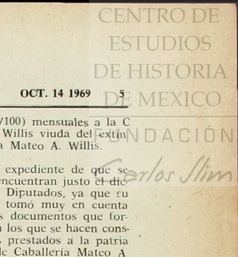 CENTRO DE
ESTUDIOS
DE HISTORIA
OCT. 14 1969 5
DE MEXICO
/100) mensuales a la C
Willis viuda del extin
a Mateo A. Willis.
FUNDACIÓN
Carlos Slim
expediente de que se
encuentran justo el dic-
Diputados, ya que su
tomó muy en cuenta
s documentos que for-
los que se hacen cons-
, prestados a la patria
de Caballería Mateo A